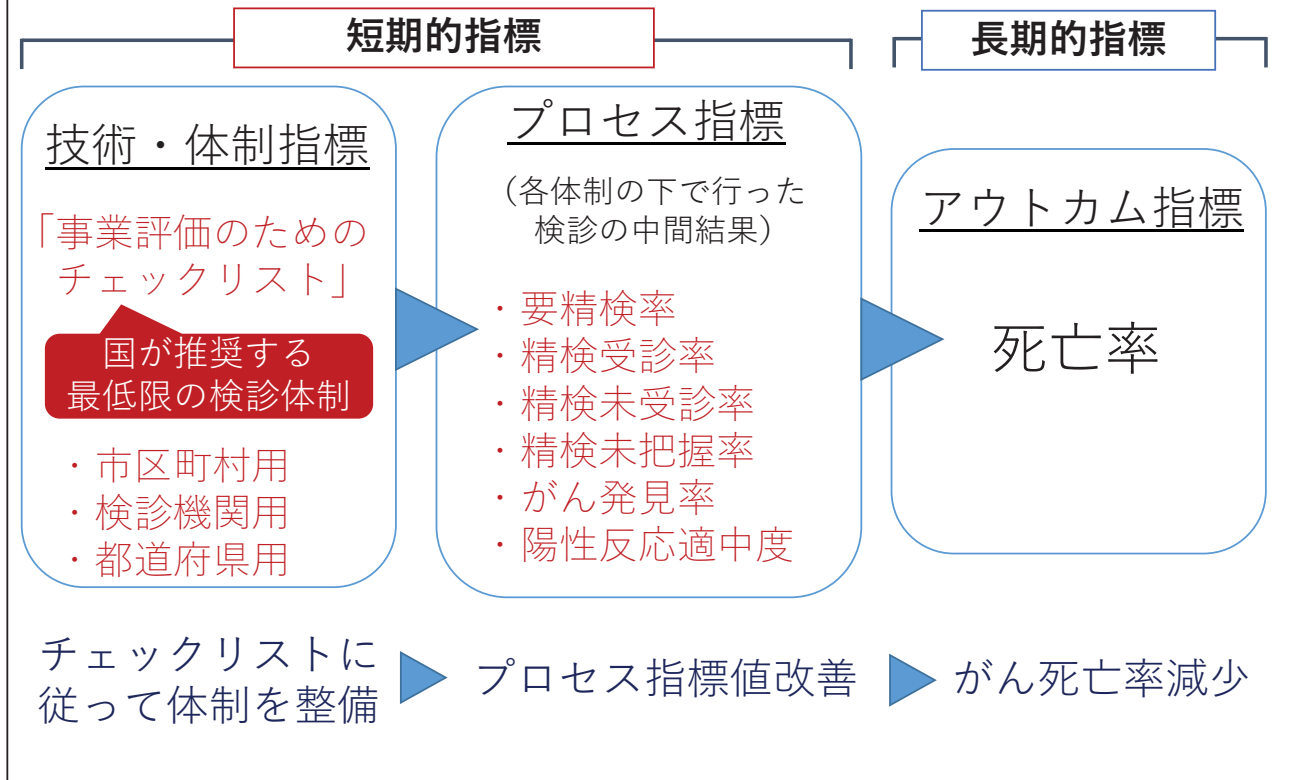 短期的指標
長期的指標
技術・体制指標
「事業評価のための
チェックリスト」
国が推奨する
最低限の検診体制
・市区町村用
・検診機関用
・都道府県用
プロセス指標
（各体制の下で行った
検診の中間結果）
・要精検率
・精検受診率
・精検未受診率
・精検未把握率
・がん発見率
・陽性反応適中度
アウトカム指標
死亡率
チェックリストに
従って体制を整備
プロセス指標値改善
がん死亡率減少